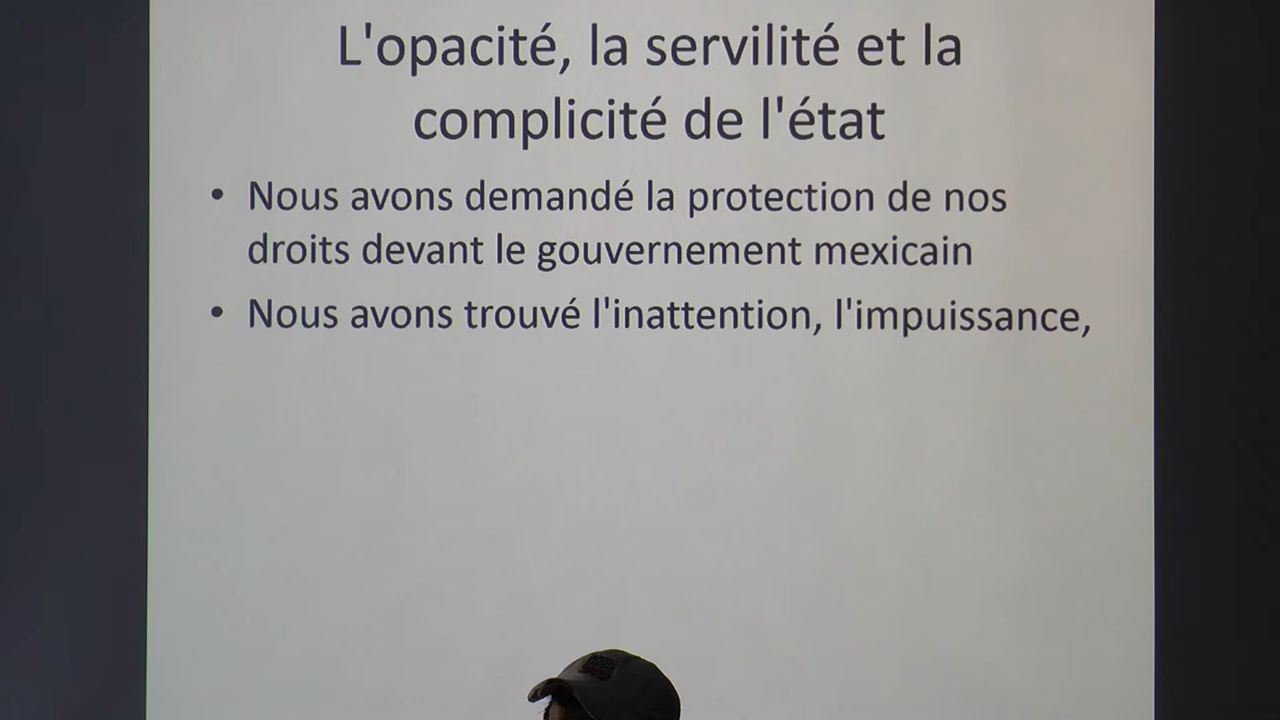 L'opacité, la servilité et la
complicité de l'état
• Nous avons demandé la protection de nos
droits devant le gouvernement mexicain
• Nous avons trouvé l'inattention, l'impuissance,